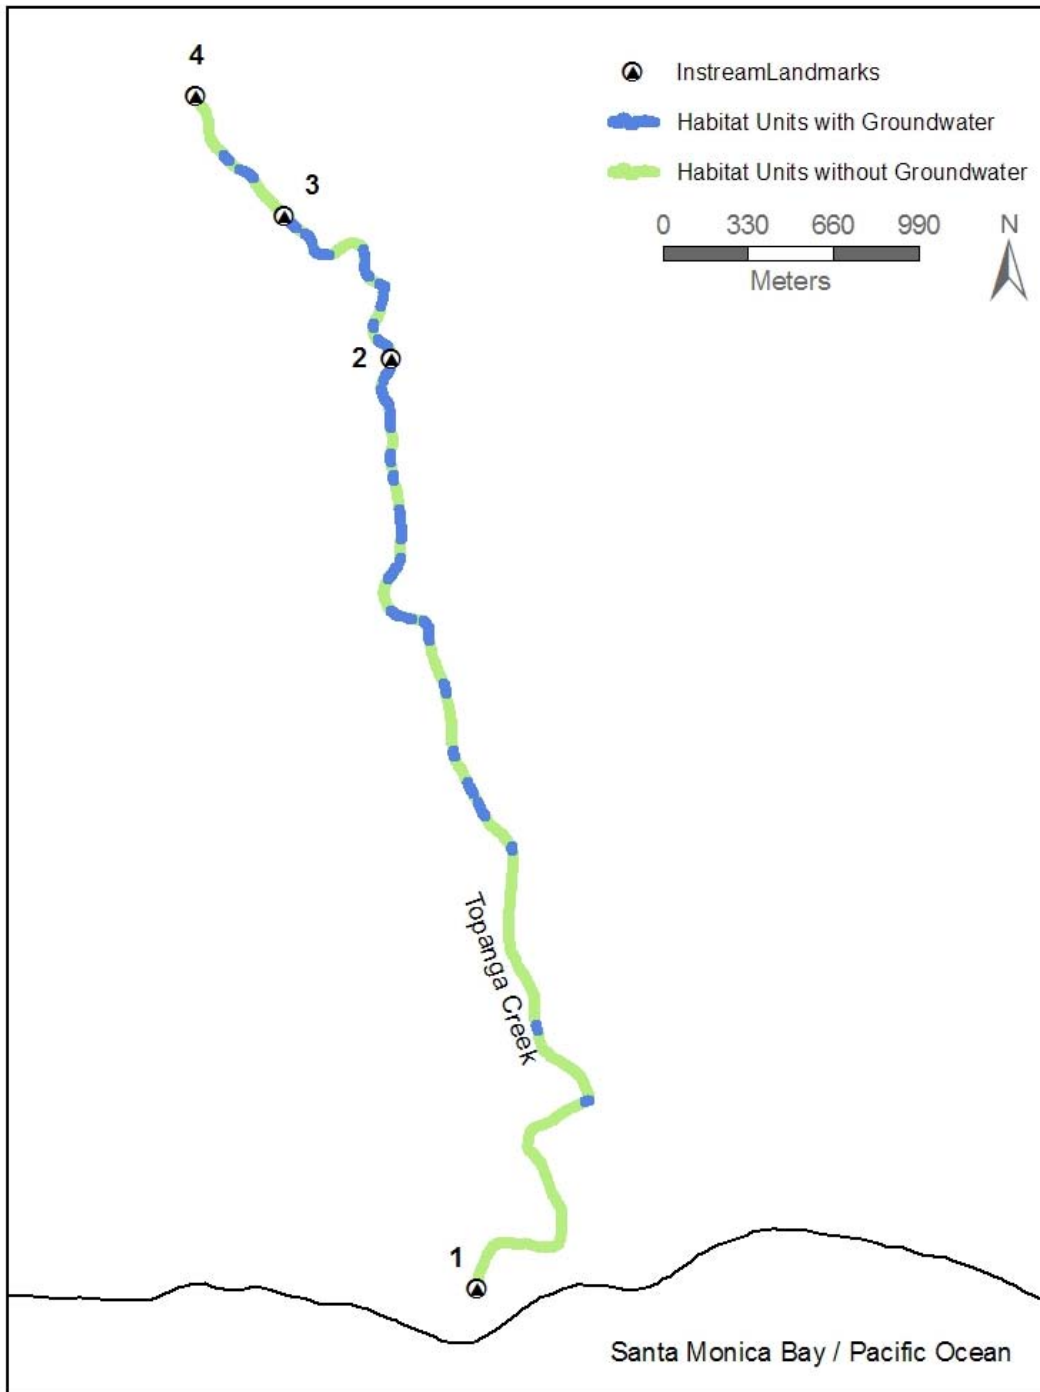 4
InstreamLandmarks
Habitat Units with Groundwater
3
Habitat Units without Groundwater
0 330 660 990 N
Meters
2
Topanga Creek
1
Santa Monica Bay / Pacific Ocean